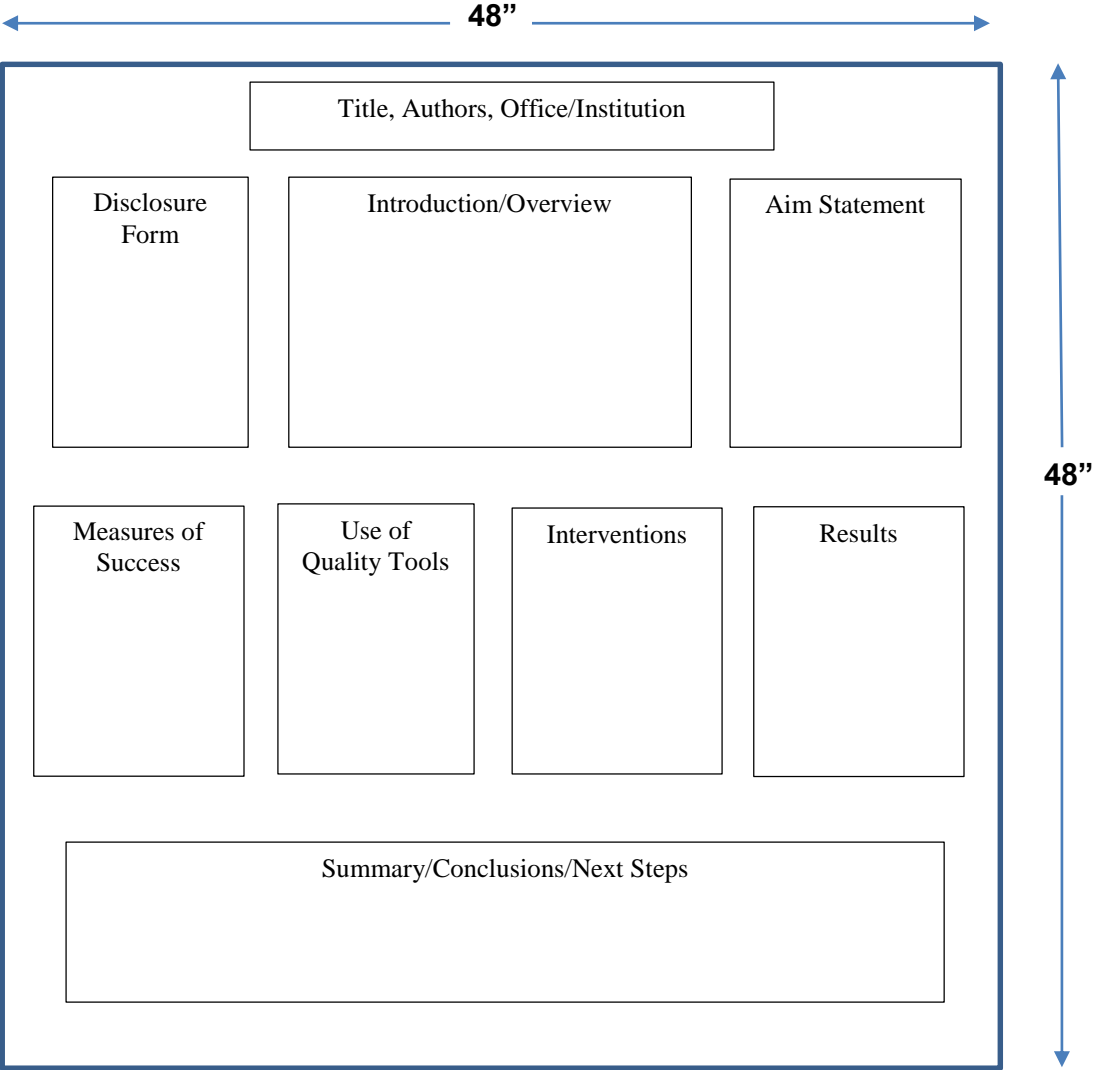 48”
Title, Authors, Office/Institution
Disclosure
Form
Introduction/Overview
Aim Statement
48”
Measures of
Success
Use of
Quality Tools
Interventions
Results
Summary/Conclusions/Next Steps